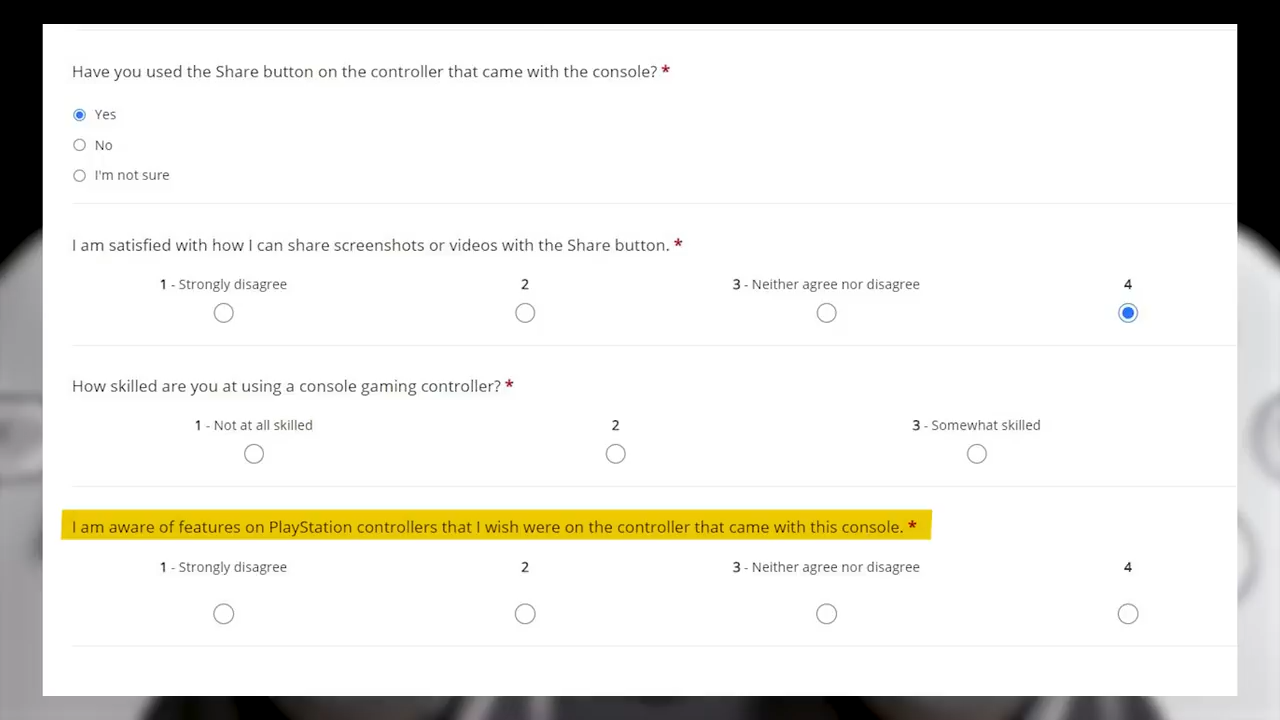 Have you used the Share button on the controller that came with the console? *
Yes
No
I'm not sure
I am satisfied with how I can share screenshots or videos with the Share button. *
1 - Strongly disagree 2 3 - Neither agree nor disagree 4
How skilled are you at using a console gaming controller? *
1 - Not at all skilled 2 3 - Somewhat skilled
I am aware of features on PlayStation controllers that I wish were on the controller that came with this console. *
1 - Strongly disagree 2 3 - Neither agree nor disagree 4